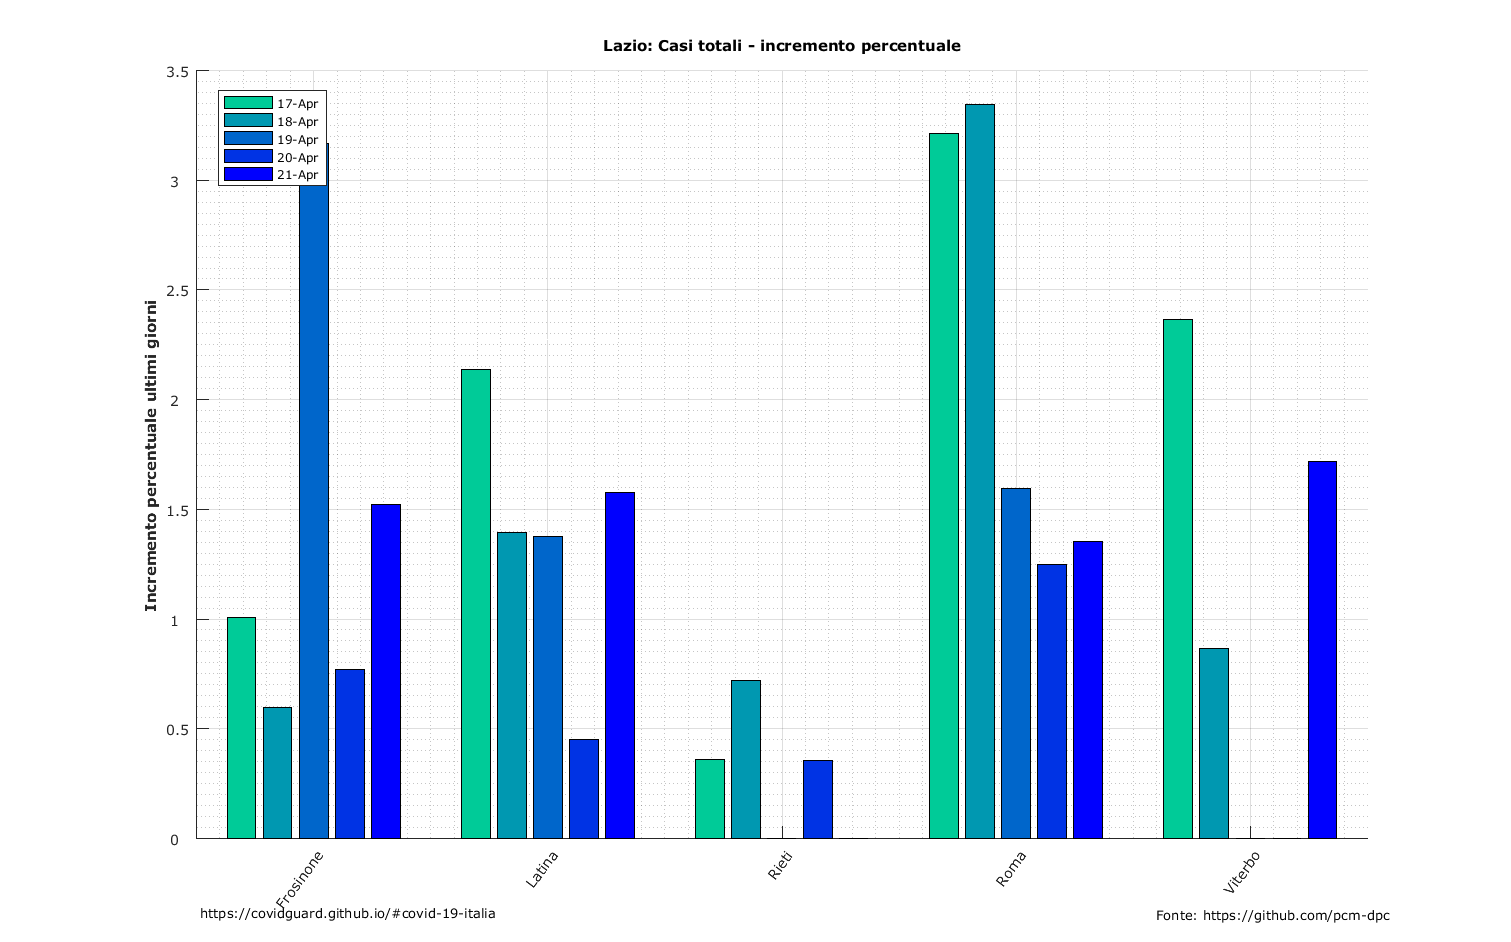 Lazio: Casi totali - incremento percentuale
3.5
3
2.5
2
1.5
1
0.5
0
Incremento percentuale ultimi giorni
17-Apr
18-Apr
19-Apr
20-Apr
21-Apr
Frosinone
Latina
Rieti
Roma
Viterbo
https://covidguard.github.io/#covid-19-italia
Fonte: https://github.com/pcm-dpc